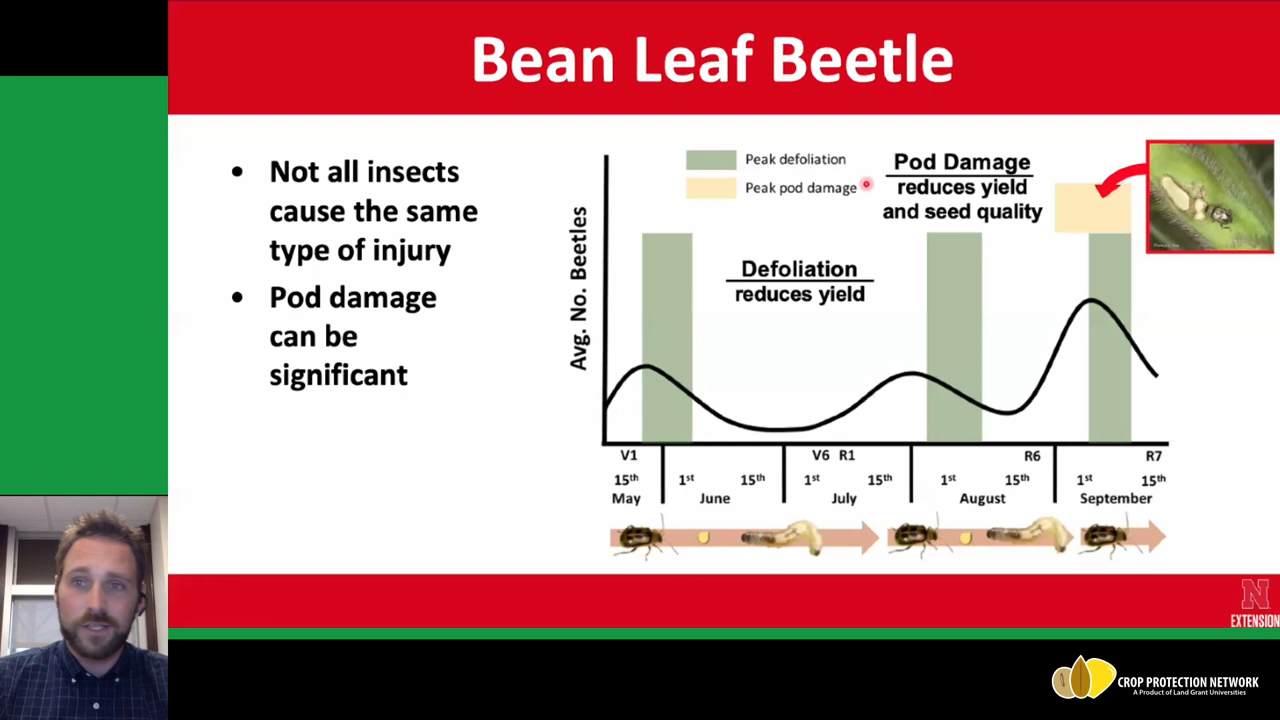 Bean Leaf Beetle
• Not all insects
cause the same
type of injury
• Pod damage
can be
significant
Peak defoliation
Peak pod damage
Pod Damage
reduces yield
and seed quality
Defoliation
reduces yield
Avg. No. Beetles
V1 V6 R1 R6 R7
15th 1st 15th 1st 15th 1st 15th 1st 15th
May June July August September
N
EXTENSION
CROP PROTECTION NETWORK
A Product of Land Grant Universities